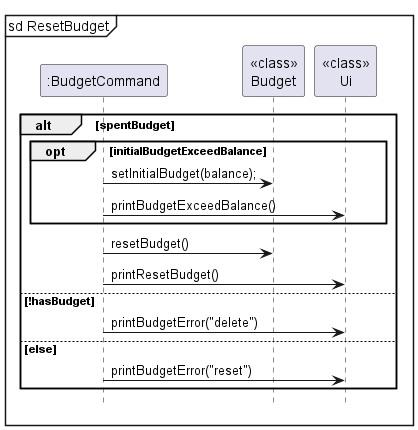 sd ResetBudget
:BudgetCommand
«class»
Budget
«class»
Ui
alt [spentBudget]
opt [initialBudgetExceedBalance]
setInitialBudget(balance);
printBudgetExceedBalance()
resetBudget()
printResetBudget()
[!hasBudget]
printBudgetError("delete")
[else]
printBudgetError("reset")